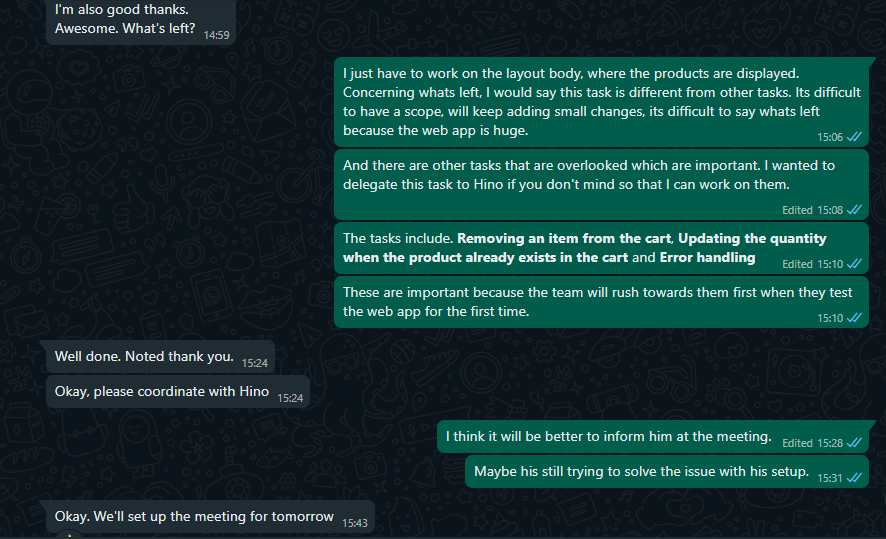 I'm also good thanks.
Awesome. What's left? 14:59
I just have to work on the layout body, where the products are displayed.
Concerning whats left, I would say this task is different from other tasks. Its difficult
to have a scope, will keep adding small changes, its difficult to say whats left
because the web app is huge. 15:06
And there are other tasks that are overlooked which are important. I wanted to
delegate this task to Hino if you don't mind so that I can work on them.
Edited 15:08
The tasks include. Removing an item from the cart, Updating the quantity
when the product already exists in the cart and Error handling Edited 15:10
These are important because the team will rush towards them first when they test
the web app for the first time. 15:10
Well done. Noted thank you. 15:24
Okay, please coordinate with Hino 15:24
I think it will be better to inform him at the meeting. Edited 15:28
Maybe his still trying to solve the issue with his setup. 15:31
Okay. We'll set up the meeting for tomorrow 15:43